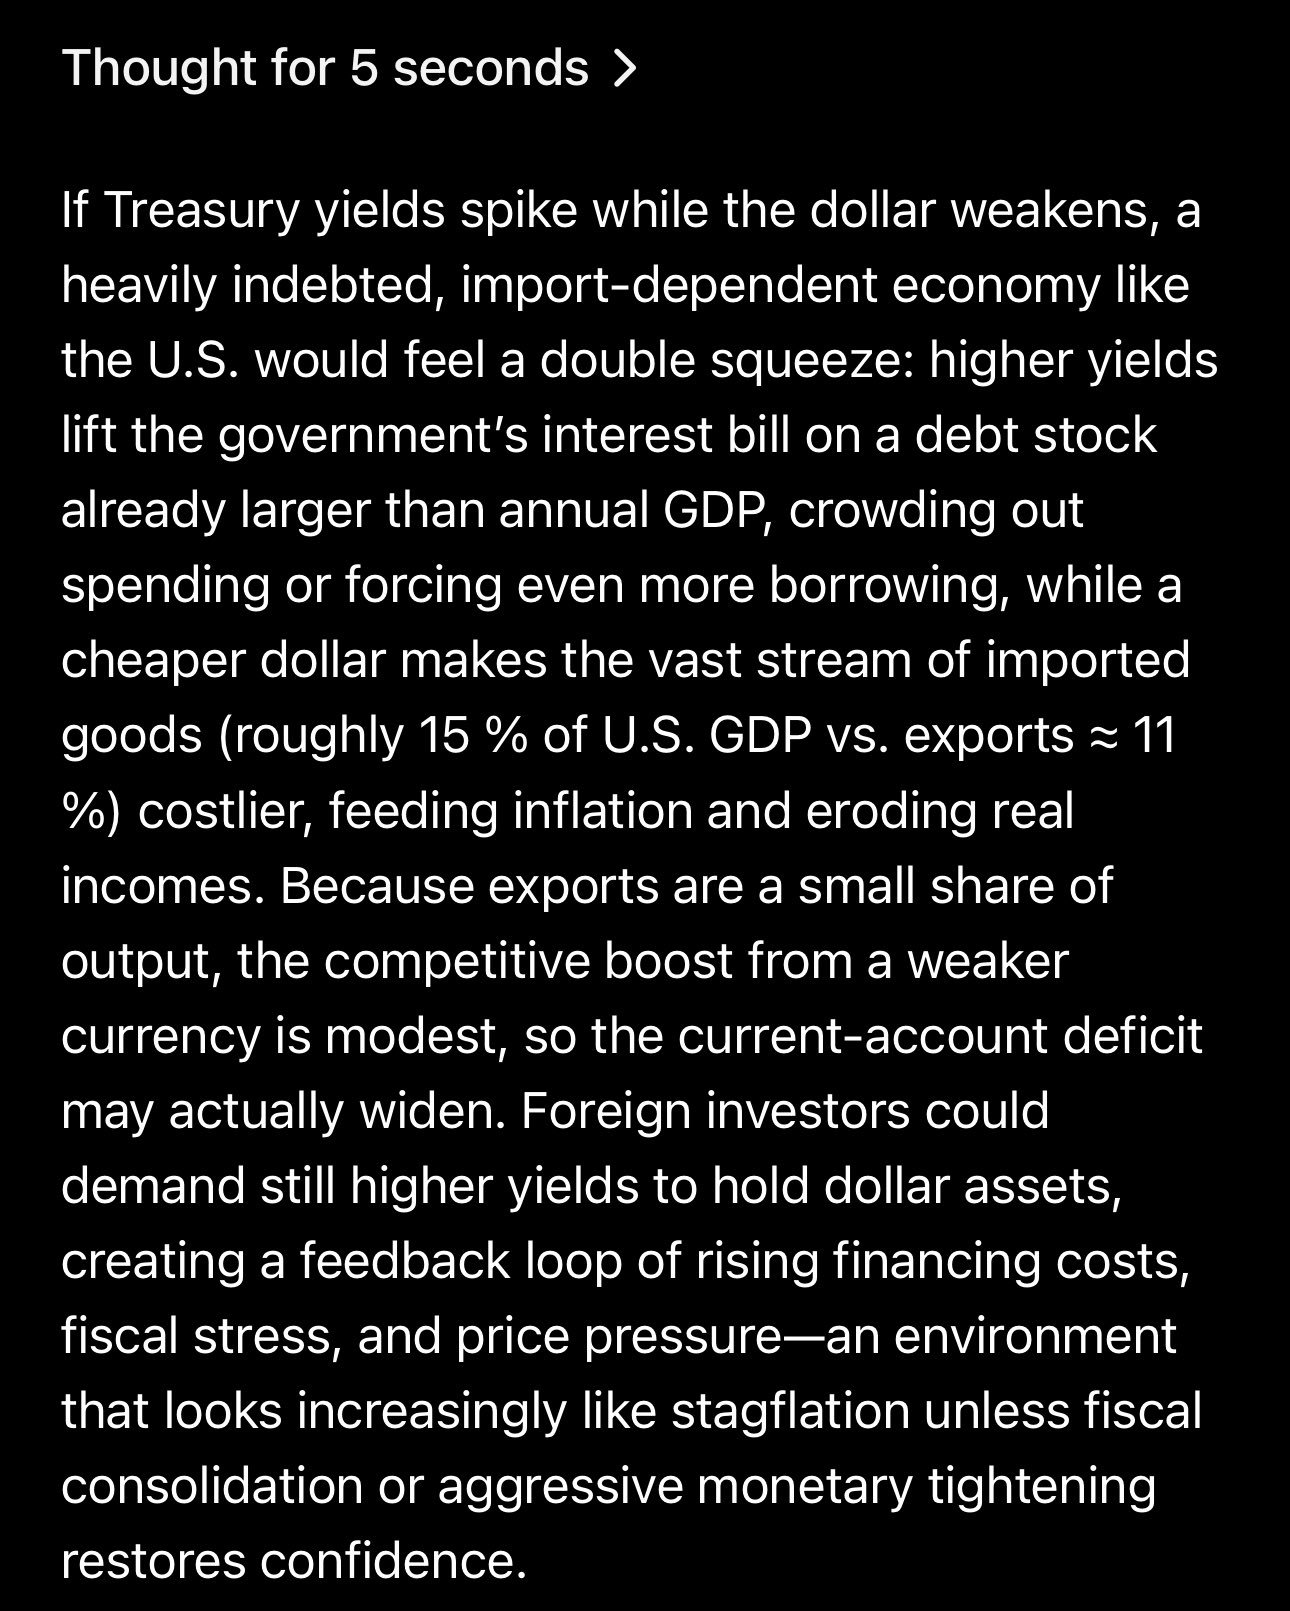 Thought for 5 seconds >
If Treasury yields spike while the dollar weakens, a
heavily indebted, import-dependent economy like
the U.S. would feel a double squeeze: higher yields
lift the government’s interest bill on a debt stock
already larger than annual GDP, crowding out
spending or forcing even more borrowing, while a
cheaper dollar makes the vast stream of imported
goods (roughly 15 % of U.S. GDP vs. exports ≈ 11
%) costlier, feeding inflation and eroding real
incomes. Because exports are a small share of
output, the competitive boost from a weaker
currency is modest, so the current-account deficit
may actually widen. Foreign investors could
demand still higher yields to hold dollar assets,
creating a feedback loop of rising financing costs,
fiscal stress, and price pressure—an environment
that looks increasingly like stagflation unless fiscal
consolidation or aggressive monetary tightening
restores confidence.